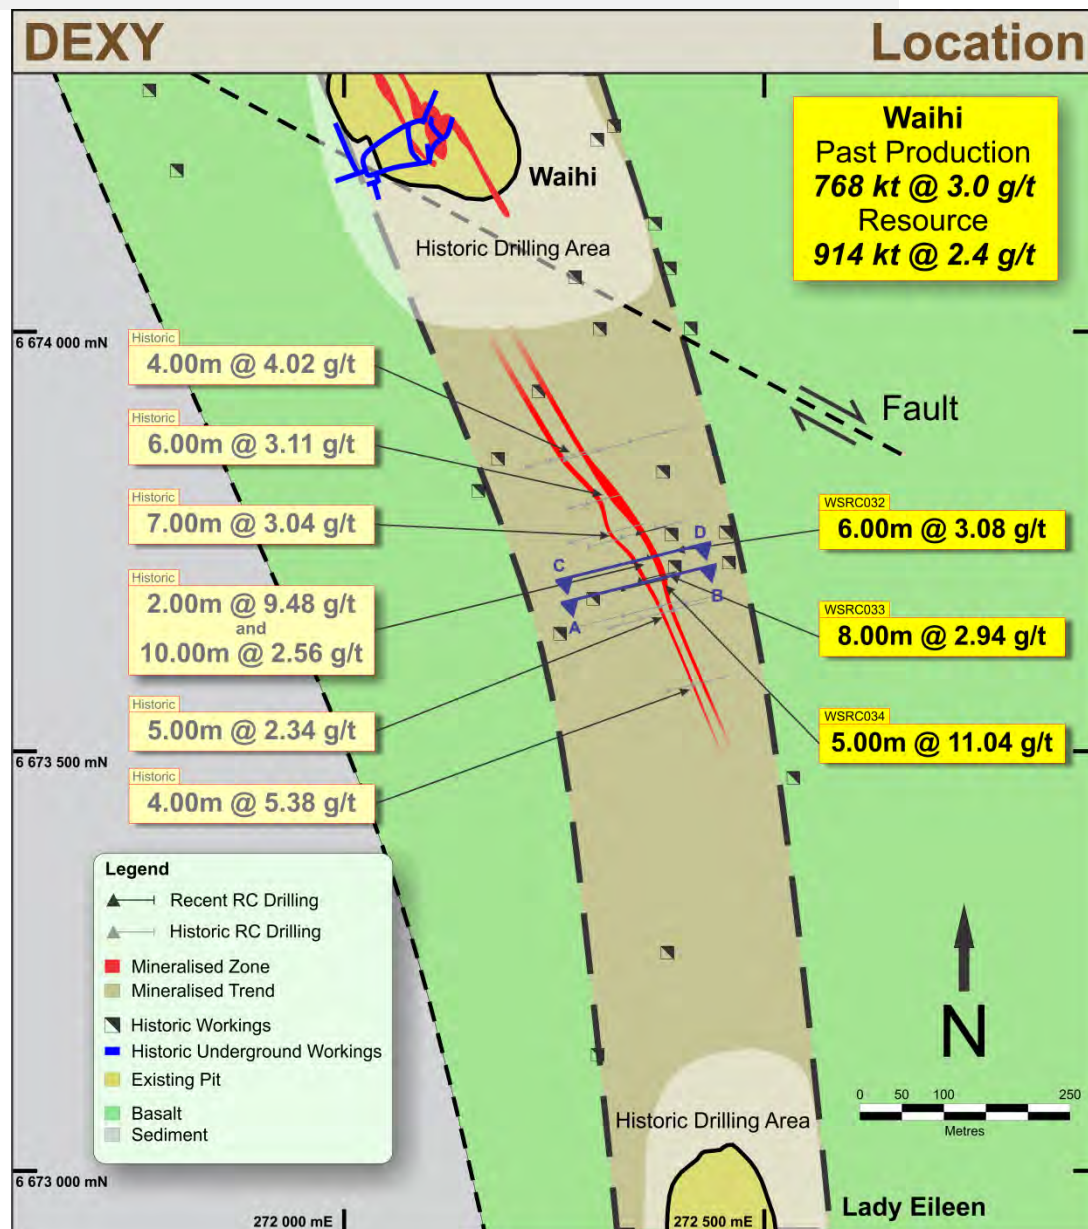 DEXY
Location
Waihi
Past Production
768 kt @ 3.0 g/t
Resource
914 kt @ 2.4 g/t
Waihi
Historic Drilling Area
6 674 000 mN
Historic
4.00m @ 4.02 g/t
Fault
Historic
6.00m @ 3.11 g/t
Historic
7.00m @ 3.04 g/t
WSRC032
6.00m @ 3.08 g/t
D
C
Historic
2.00m @ 9.48 g/t
and
10.00m @ 2.56 g/t
B
A
WSRC033
8.00m @ 2.94 g/t
Historic
5.00m @ 2.34 g/t
WSRC034
5.00m @ 11.04 g/t
6 673 500 mN
Historic
4.00m @ 5.38 g/t
Legend
Recent RC Drilling
Historic RC Drilling
Mineralised Zone
Mineralised Trend
Historic Workings
Historic Underground Workings
Existing Pit
Basalt
Sediment
N
0 50 100 250
Metres
Historic Drilling Area
6 673 000 mN
Lady Eileen
272 000 mE
272 500 mE